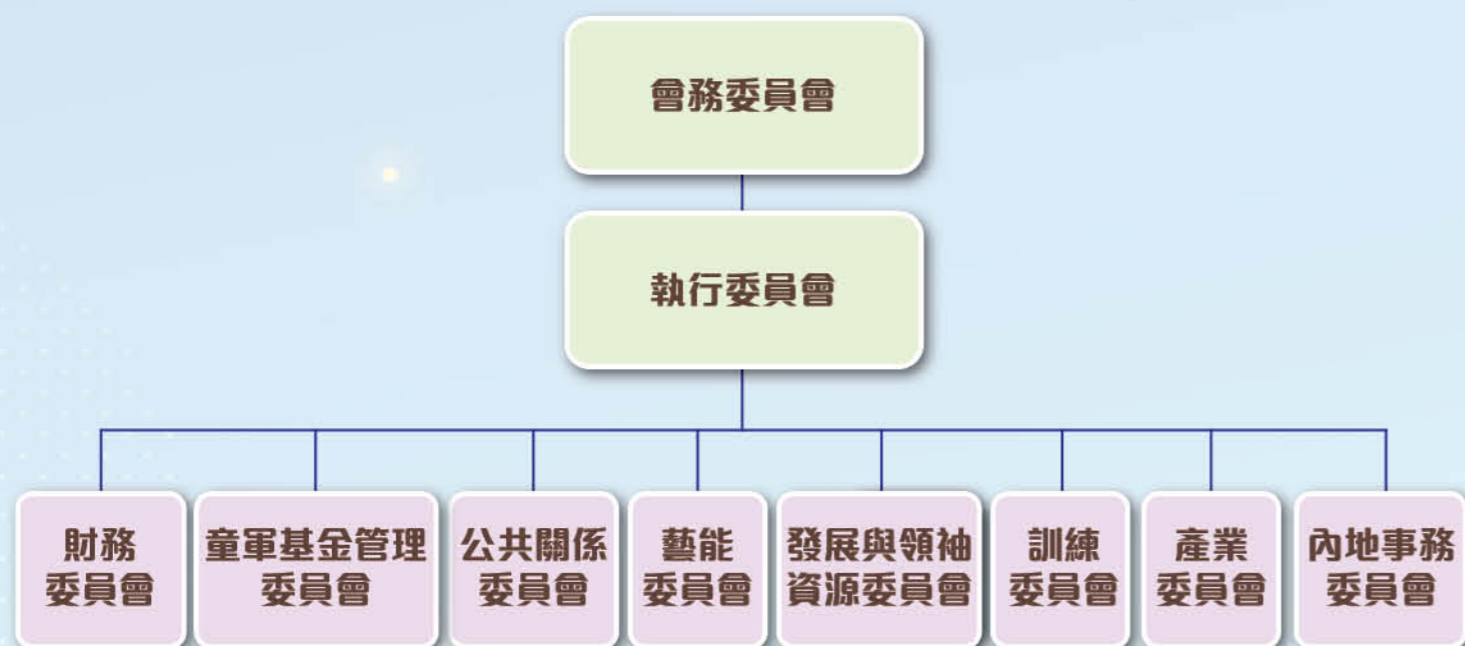 會務委員會
執行委員會
財務
委員會
童軍基金管理
委員會
公共關係
委員會
藝能
委員會
發展與領袖
資源委員會
訓練
委員會
產業
委員會
內地事務
委員會